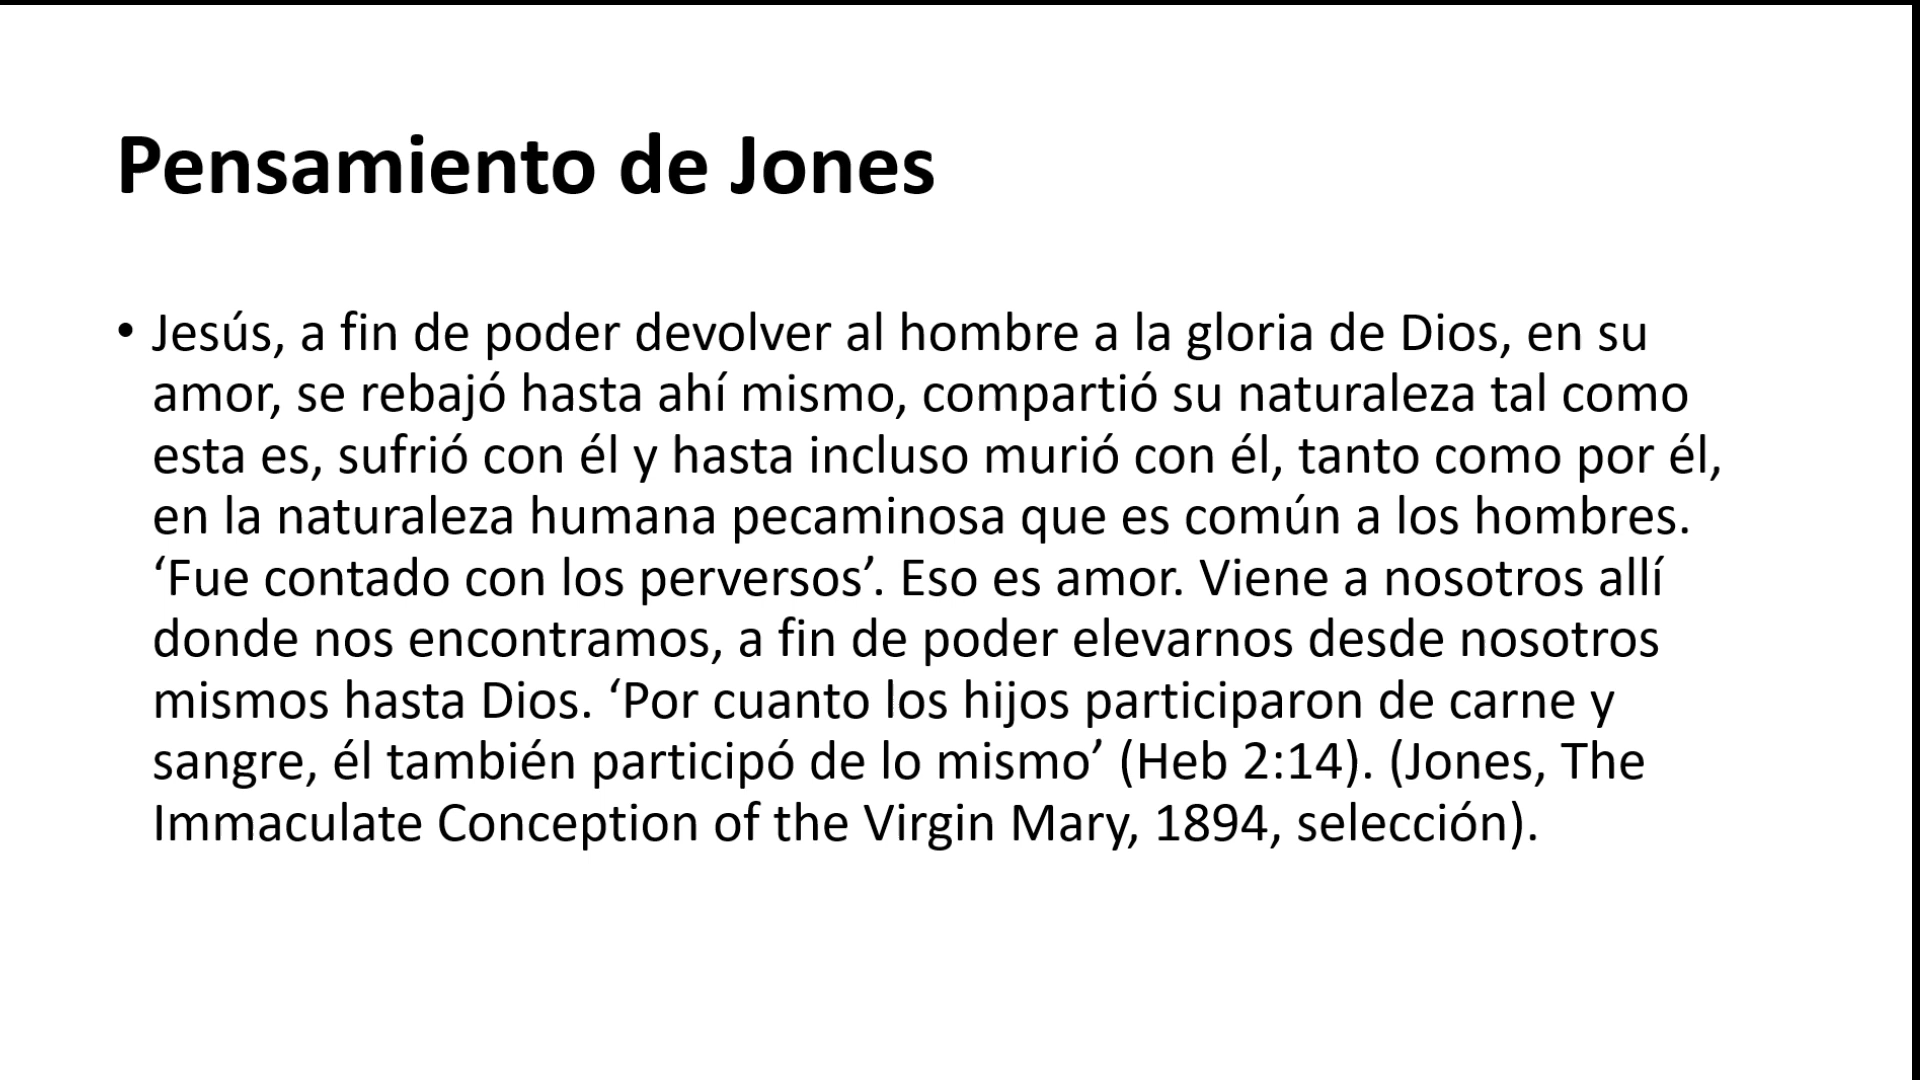 Pensamiento de Jones
• Jesús, a fin de poder devolver al hombre a la gloria de Dios, en su
amor, se rebajó hasta ahí mismo, compartió su naturaleza tal como
esta es, sufrió con él y hasta incluso murió con él, tanto como por él,
en la naturaleza humana pecaminosa que es común a los hombres.
‘Fue contado con los perversos’. Eso es amor. Viene a nosotros allí
donde nos encontramos, a fin de poder elevarnos desde nosotros
mismos hasta Dios. ‘Por cuanto los hijos participaron de carne y
sangre, él también participó de lo mismo’ (Heb 2:14). (Jones, The
Immaculate Conception of the Virgin Mary, 1894, selección).